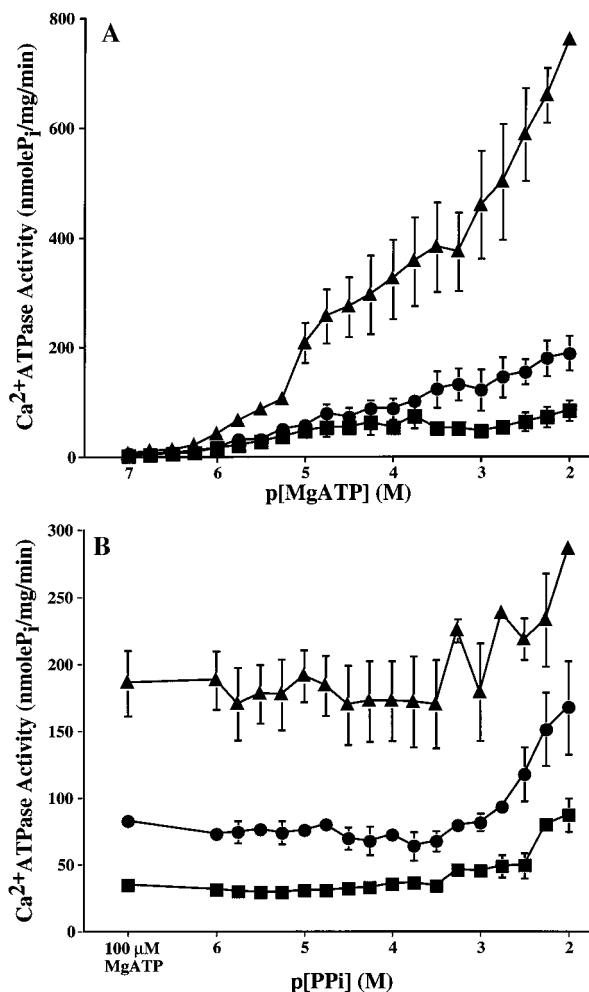 A
Ca2+ATPase Activity (nmolePi/mg/min)
800
600
400
200
0
7 6 5 4 3 2
p[MgATP] (M)
B
Ca2+ATPase Activity (nmolePi/mg/min)
300
250
200
150
100
50
0
100 µM
MgATP
6 5 4 3 2
p[PPi] (M)